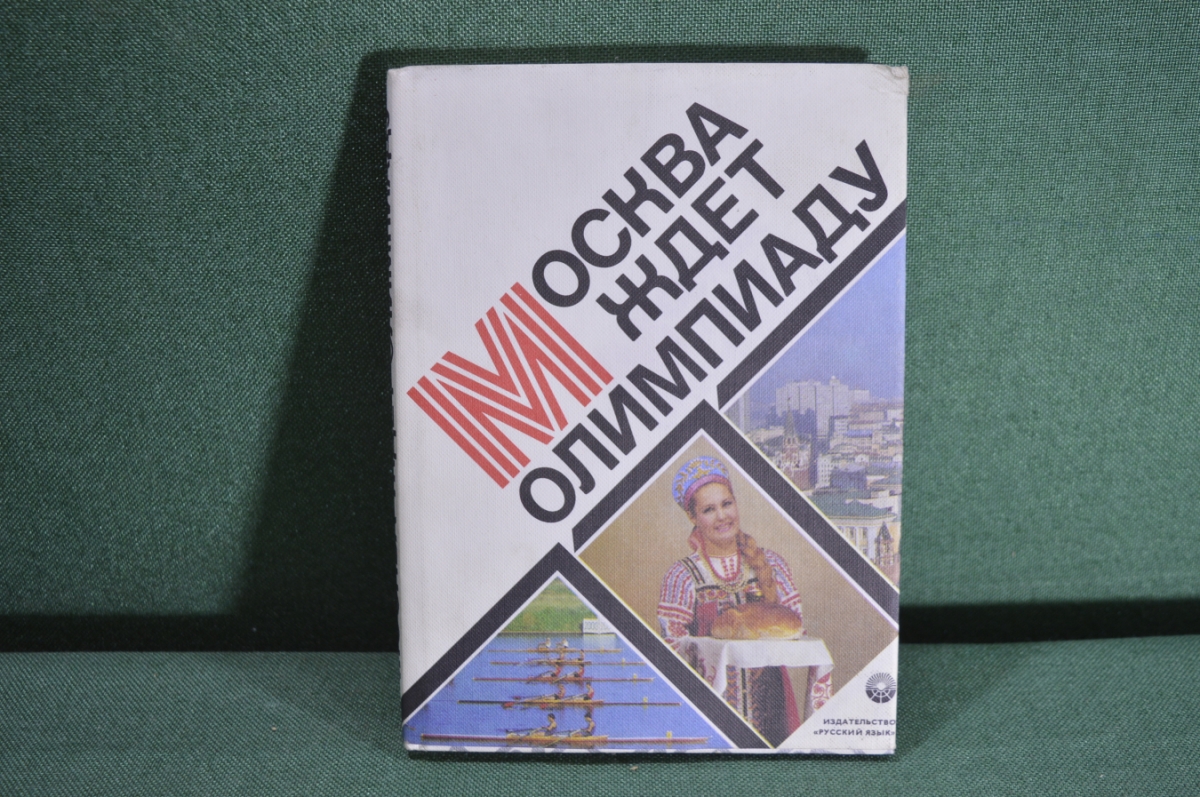 МОСКВА
ЖДЕТ
ОЛИМПИАДУ
ИЗДАТЕЛЬСТВО
«РУССКИЙ ЯЗЫК»